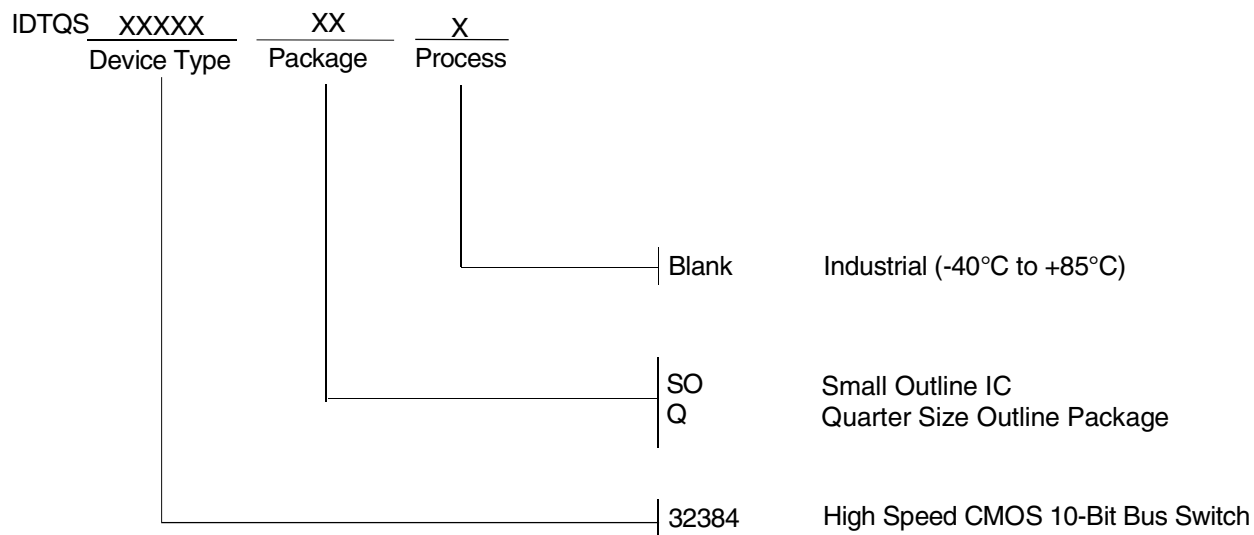 IDTQS XXXXX XX X
Device Type Package Process
Blank Industrial (-40°C to +85°C)
SO Small Outline IC
Q Quarter Size Outline Package
32384 High Speed CMOS 10-Bit Bus Switch